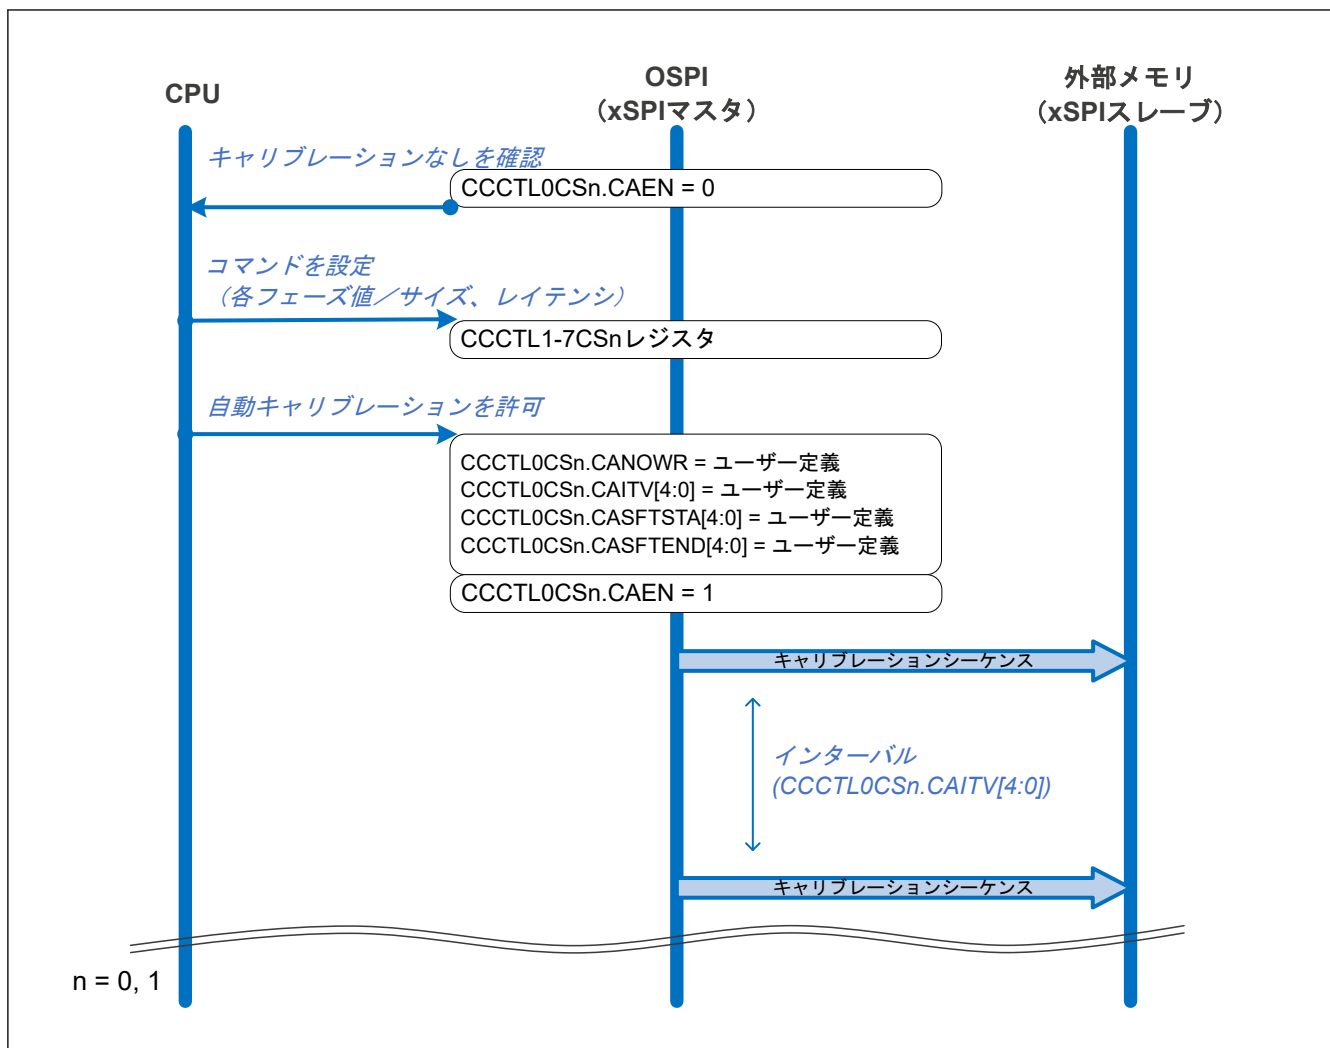 CPU
OSPI
（xSPIマスタ）
外部メモリ
（xSPIスレーブ）
キャリブレーションなしを確認
CCCTL0CSn.CAEN = 0
コマンドを設定
（各フェーズ値／サイズ、レイテンシ）
CCCTL1-7CSnレジスタ
自動キャリブレーションを許可
CCCTL0CSn.CANOWR = ユーザー定義
CCCTL0CSn.CAITV[4:0] = ユーザー定義
CCCTL0CSn.CASFTSTA[4:0] = ユーザー定義
CCCTL0CSn.CASFTEND[4:0] = ユーザー定義
CCCTL0CSn.CAEN = 1
キャリブレーションシーケンス
インターバル
(CCCTL0CSn.CAITV[4:0])
キャリブレーションシーケンス
n = 0, 1